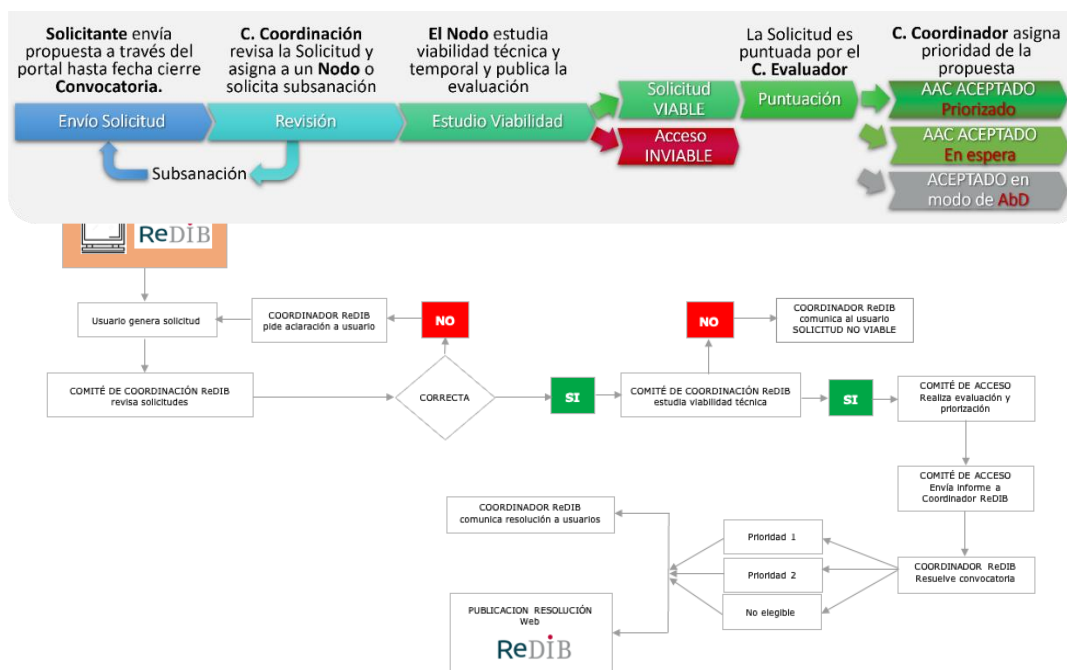 Solicitante envía
propuesta a través del
portal hasta fecha cierre
Convocatoria.
C. Coordinación
revisa la Solicitud y
asigna a un Nodo o
solicita subsanación
El Nodo estudia
viabilidad técnica y
temporal y publica la
evaluación
La Solicitud es
puntuada por el
C. Evaluador
C. Coordinador asigna
prioridad de la
propuesta
Envío Solicitud
Revisión
Estudio Viabilidad
Solicitud
VIABLE
Acceso
INVIABLE
Puntuación
AAC ACEPTADO
Priorizado
AAC ACEPTADO
En espera
ACEPTADO en
modo de AbD
Subsanación
ReDIB
Usuario genera solicitud
COORDINADOR ReDIB
pide aclaración a usuario
NO
NO
COORDINADOR ReDIB
comunica al usuario
SOLICITUD NO VIABLE
COMITÉ DE COORDINACIÓN ReDIB
revisa solicitudes
CORRECTA
SI
COMITÉ DE COORDINACIÓN ReDIB
estudia viabilidad técnica
SI
COMITÉ DE ACCESO
Realiza evaluación y
priorización
COMITÉ DE ACCESO
Envía informe a
Coordinador ReDIB
COORDINADOR ReDIB
comunica resolución a usuarios
Prioridad 1
Prioridad 2
No elegible
COORDINADOR ReDIB
Resuelve convocatoria
PUBLICACION RESOLUCIÓN
Web
ReDIB